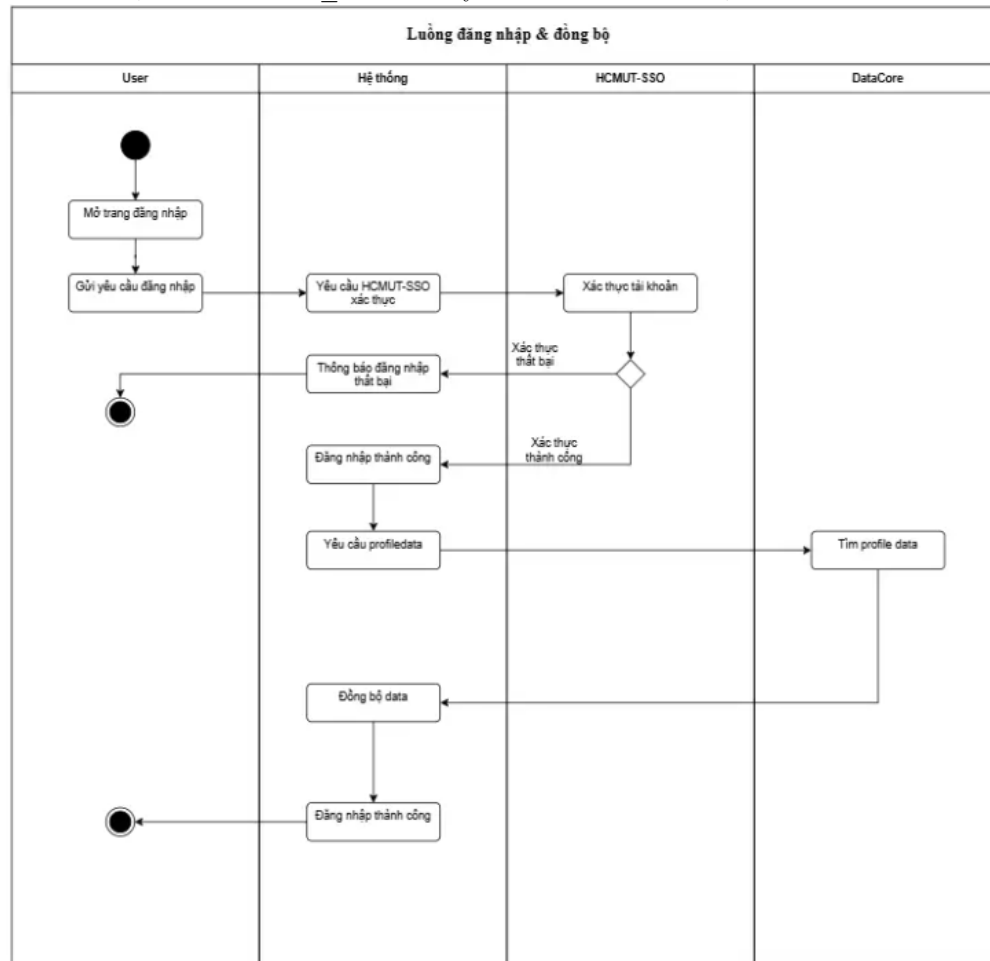 Luồng đăng nhập & đồng bộ
User
Hệ thống
HCMUT-SSO
DataCore
Mở trang đăng nhập
Gửi yêu cầu đăng nhập
Yêu cầu HCMUT-SSO
xác thực
Xác thực tài khoản
Xác thực
thất bại
Thông báo đăng nhập
thất bại
Xác thực
thành công
Đăng nhập thành công
Yêu cầu profiledata
Tìm profile data
Đồng bộ data
Đăng nhập thành công